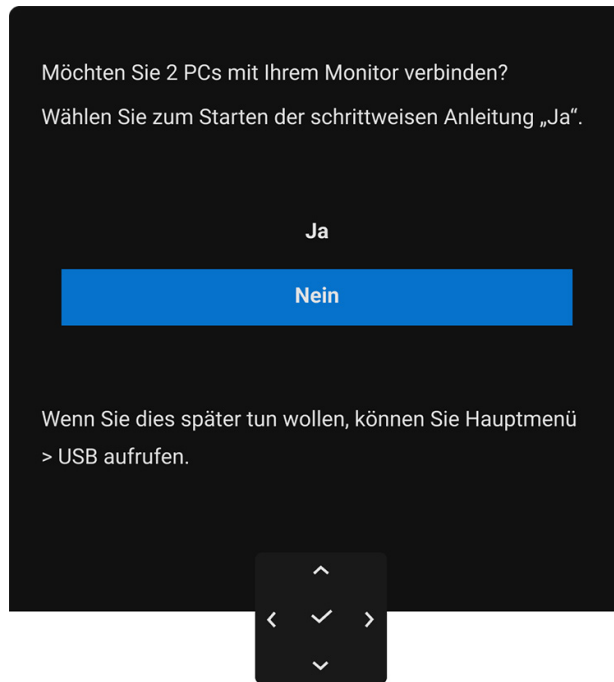 Möchten Sie 2 PCs mit Ihrem Monitor verbinden?
Wählen Sie zum Starten der schrittweisen Anleitung „Ja“.
Ja
Nein
Wenn Sie dies später tun wollen, können Sie Hauptmenü
> USB aufrufen.